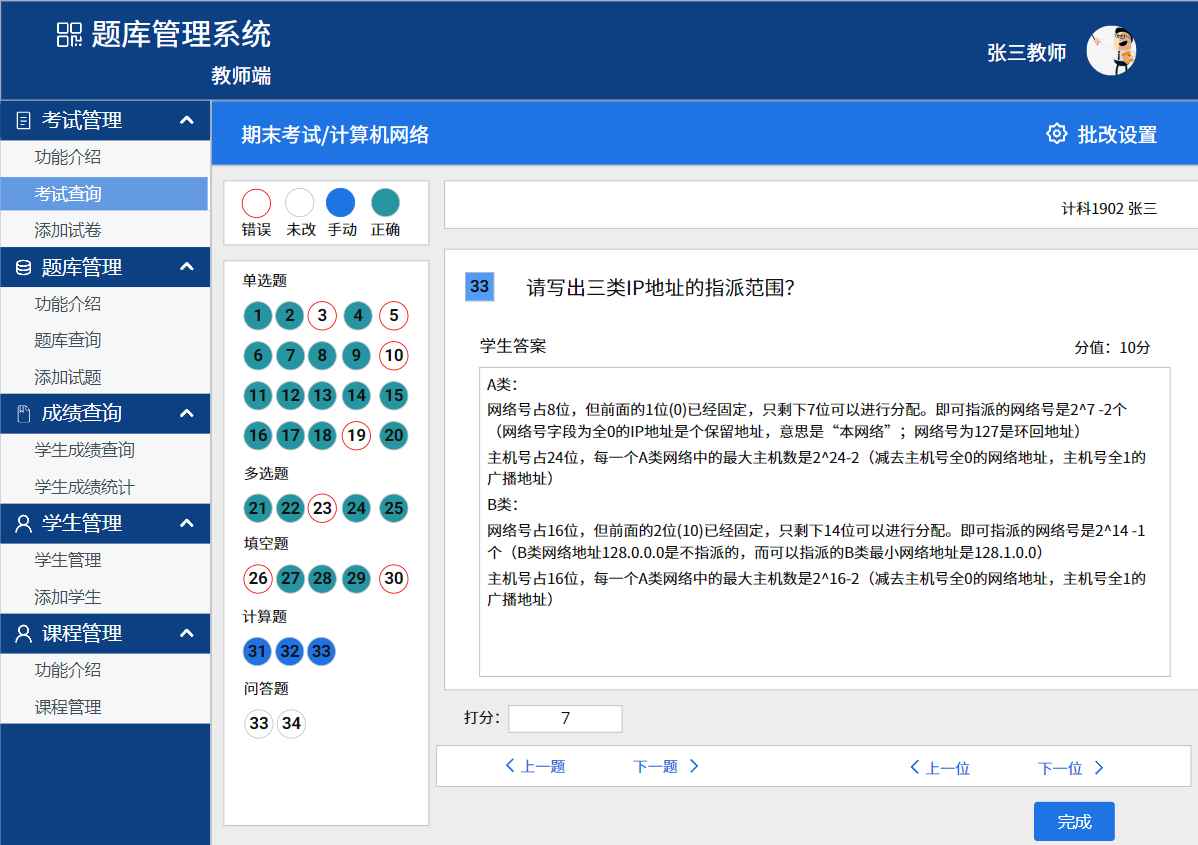 题库管理系统
教师端
张三教师
考试管理
功能介绍
考试查询
添加试卷
题库管理
功能介绍
题库查询
添加试题
成绩查询
学生成绩查询
学生成绩统计
学生管理
学生管理
添加学生
课程管理
功能介绍
课程管理
期末考试/计算机网络
批改设置
错误 未改 手动 正确
计科1902 张三
单选题
1 2 3 4 5
6 7 8 9 10
11 12 13 14 15
16 17 18 19 20
多选题
21 22 23 24 25
填空题
26 27 28 29 30
计算题
31 32 33
问答题
33 34
33 请写出三类IP地址的指派范围？
学生答案
分值：10分
A类：
网络号占8位，但前面的1位(0)已经固定，只剩下7位可以进行分配。即可指派的网络号是2^7 -2个
（网络号字段为全0的IP地址是个保留地址，意思是“本网络”；网络号为127是环回地址）
主机号占24位，每一个A类网络中的最大主机数是2^24-2（减去主机号全0的网络地址，主机号全1的
广播地址）
B类：
网络号占16位，但前面的2位(10)已经固定，只剩下14位可以进行分配。即可指派的网络号是2^14 -1
个（B类网络地址128.0.0.0是不指派的，而可以指派的B类最小网络地址是128.1.0.0）
主机号占16位，每一个A类网络中的最大主机数是2^16-2（减去主机号全0的网络地址，主机号全1的
广播地址）
打分： 7
上一题 下一题 上一位 下一位
完成